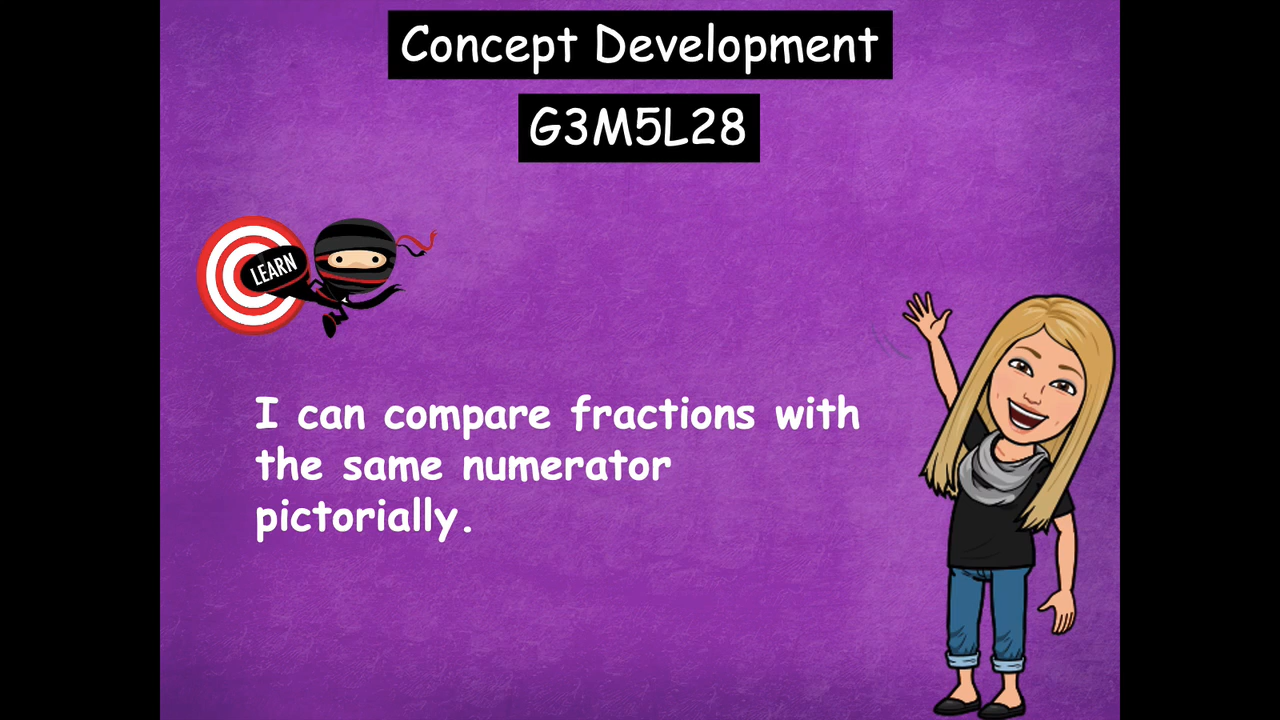 Concept Development
G3M5L28
LEARN
I can compare fractions with
the same numerator
pictorially.